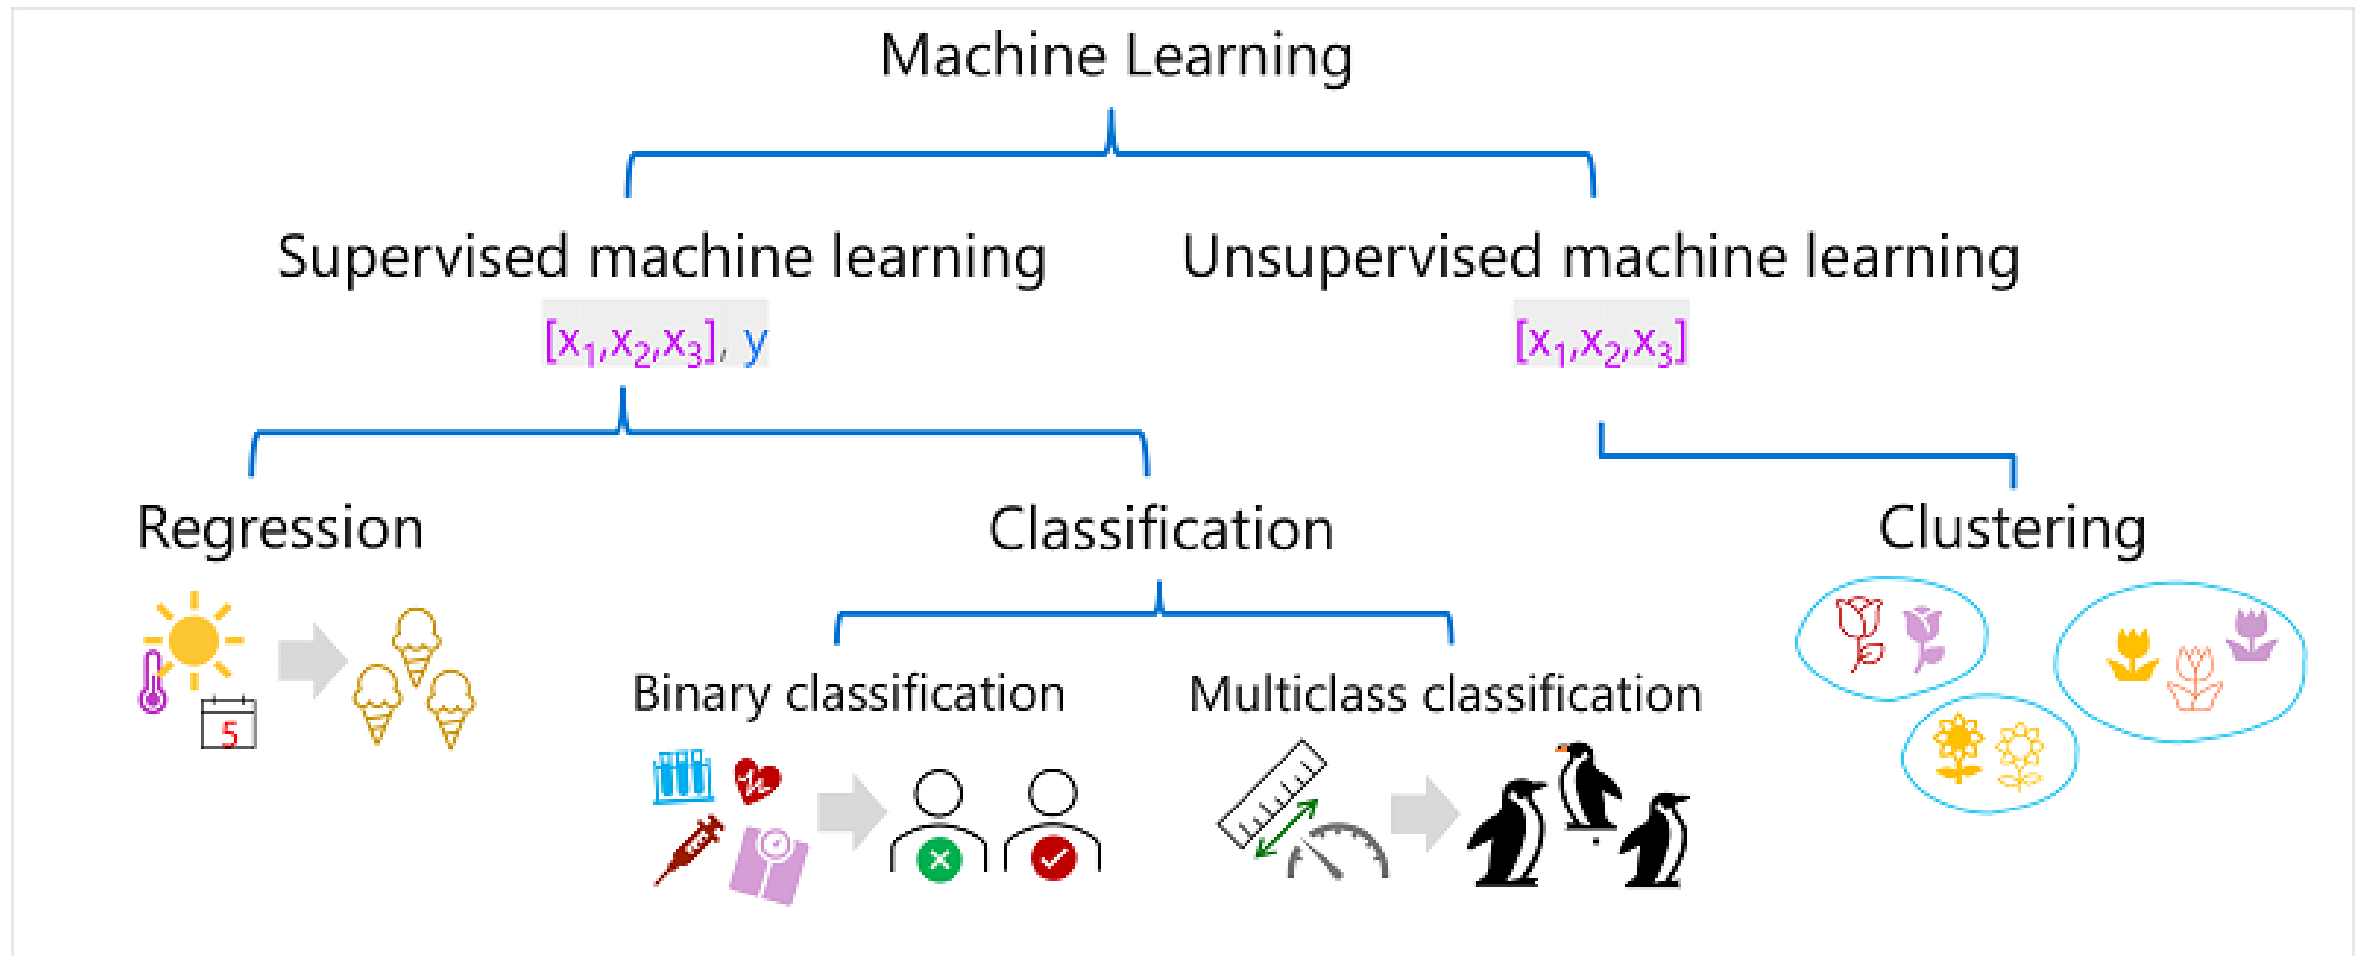 Machine Learning
Supervised machine learning
Unsupervised machine learning
[x₁,x₂,x₃], y
[x₁,x₂,x₃]
Regression
Classification
Clustering
Binary classification
Multiclass classification
5